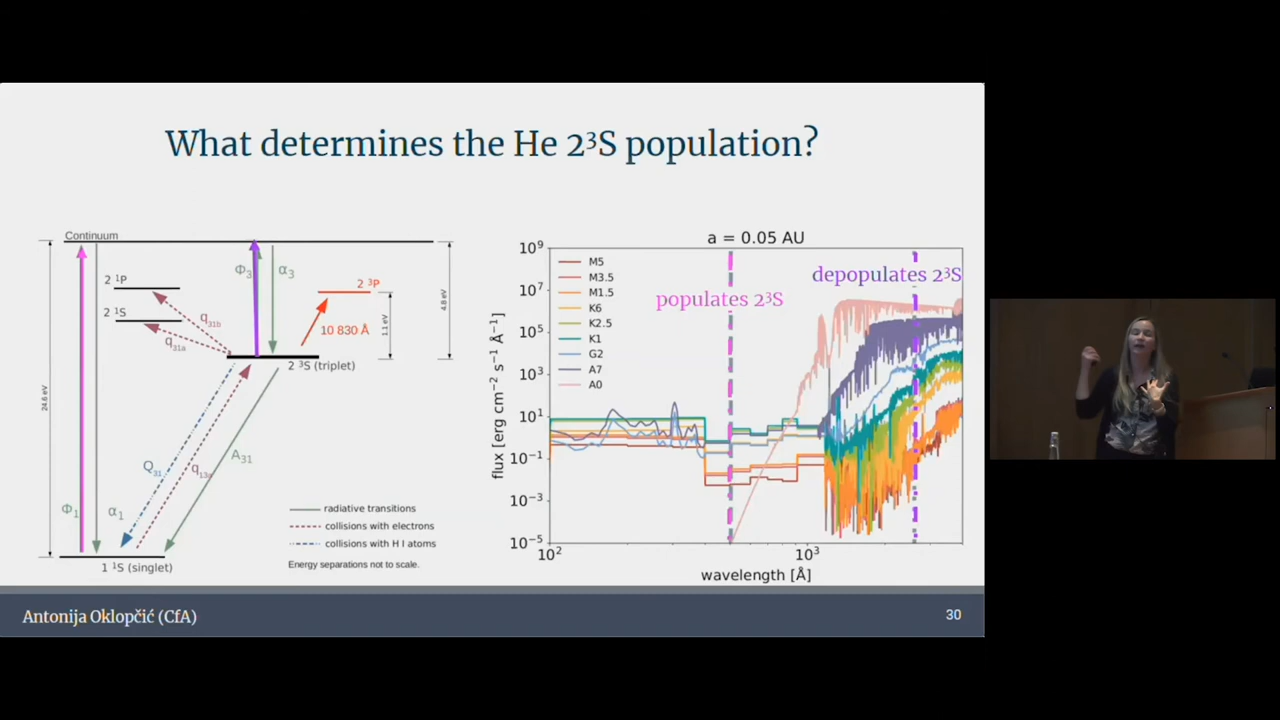 What determines the He 2³S population?
Continuum
2 ¹P
2 ¹S
q31b
q31a
Φ3
α3
2 ³P
10 830 Å
1.1 eV
4.8 eV
2 ³S (triplet)
24.6 eV
Q31
q13a
A31
Φ1
α1
1 ¹S (singlet)
radiative transitions
collisions with electrons
collisions with H I atoms
Energy separations not to scale.
a = 0.05 AU
M5
M3.5
M1.5
K6
K2.5
K1
G2
A7
A0
populates 2³S
depopulates 2³S
10⁹
10⁷
10⁵
10³
10¹
10⁻¹
10⁻³
10⁻⁵
flux [erg cm⁻² s⁻¹ Å⁻¹]
10²
10³
wavelength [Å]
Antonija Oklopčić (CfA)
30